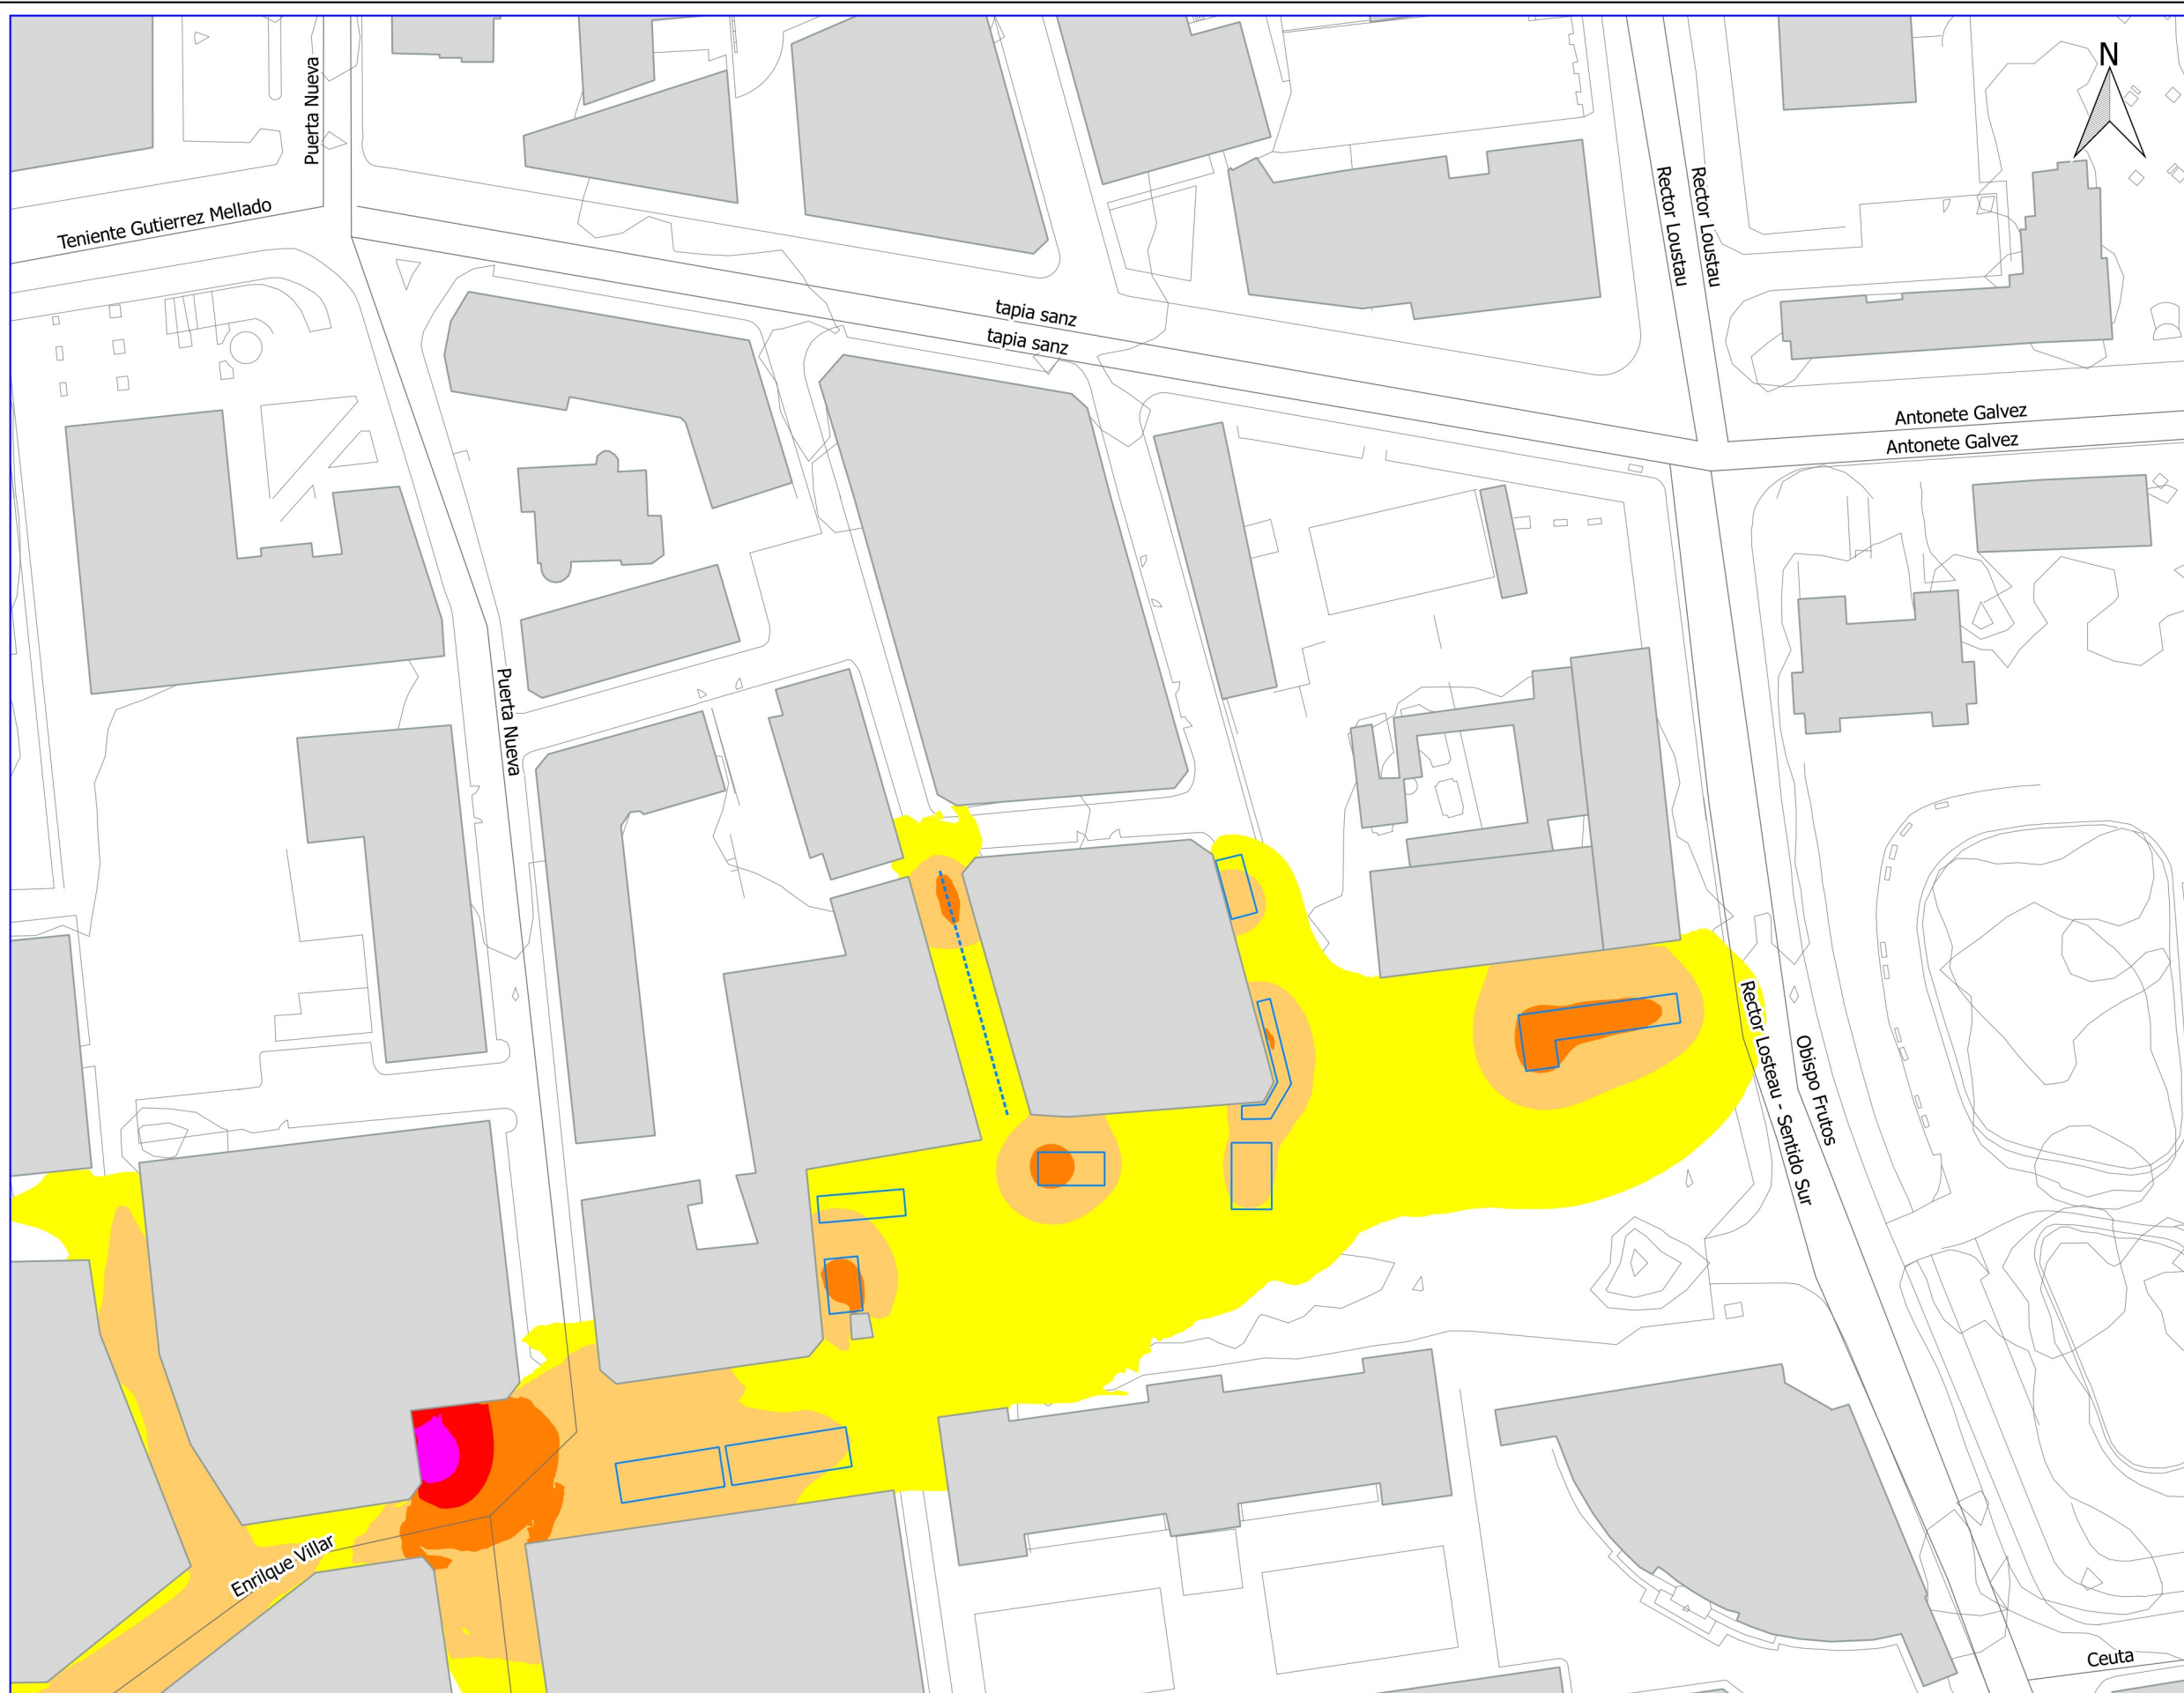 N
Puerta Nueva
Teniente Gutierrez Mellado
Rector Loustau
Rector Loustau
tapia sanz
tapia sanz
Antonete Galvez
Antonete Galvez
Puerta Nueva
Rector Losteau - Sentido Sur
Obispo Frutos
Enrilque Villar
Ceuta